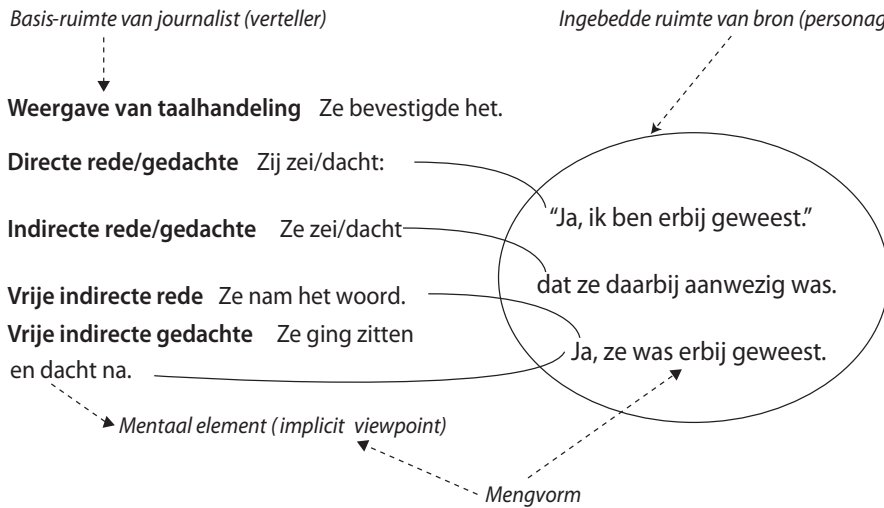 Basis-ruimte van journalist (verteller)
Ingebedde ruimte van bron (personag
Weergave van taalhandeling Ze bevestigde het.
Directe rede/gedachte Zij zei/dacht:
"Ja, ik ben erbij geweest."
Indirecte rede/gedachte Ze zei/dacht
dat ze daarbij aanwezig was.
Vrije indirecte rede Ze nam het woord.
Vrije indirecte gedachte Ze ging zitten
en dacht na.
Ja, ze was erbij geweest.
Mentaal element (implicit viewpoint)
Mengvorm